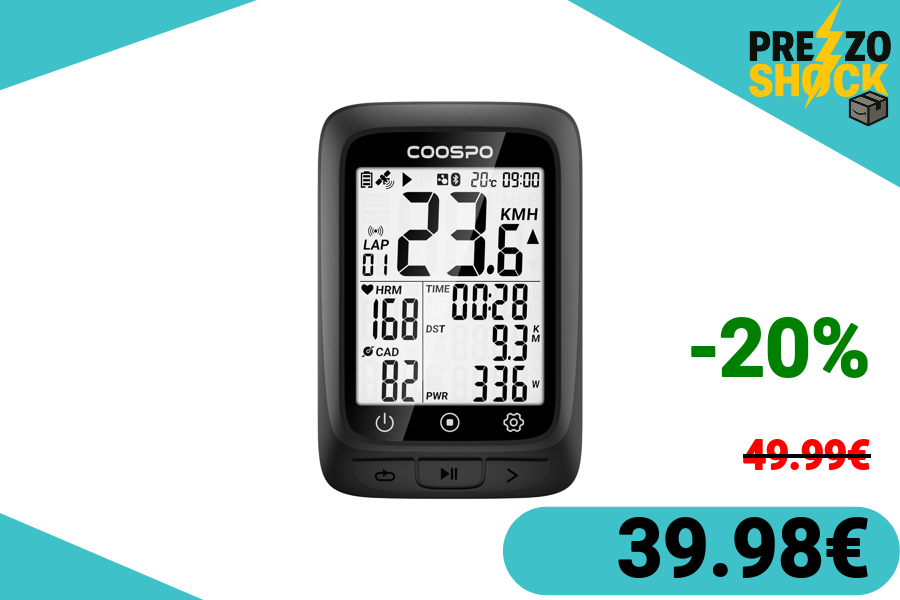 PREZZO
SHOCK
COOSPO
20°C 09:00
23.6 KMH
LAP
01
HRM
168
TIME 00:28
DST 9.3 KM
CAD
82
PWR 336 W
-20%
49.99€
39.98€